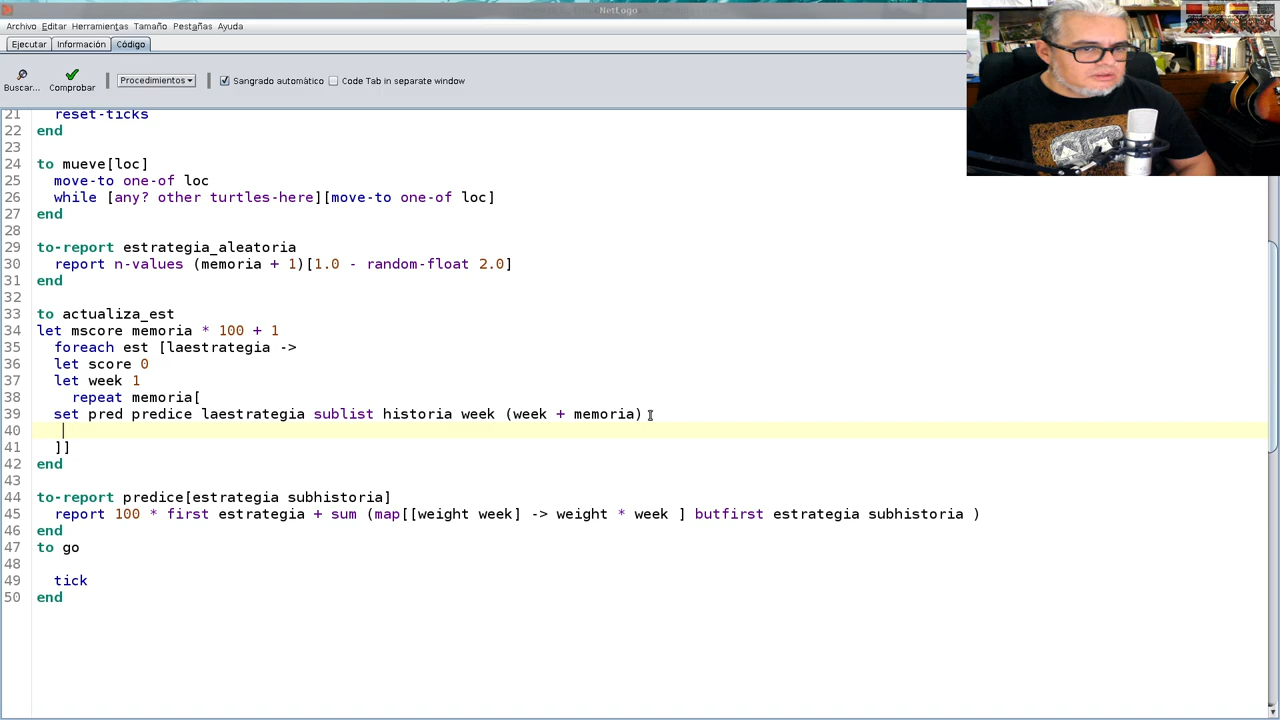 NetLogo
Archivo Editar Herramientas Tamaño Pestañas Ayuda
Ejecutar Información Código
Buscar... Comprobar Procedimientos Sangrado automático Code Tab in separate window
21 reset-ticks
22 end
23
24 to mueve[loc]
25 move-to one-of loc
26 while [any? other turtles-here][move-to one-of loc]
27 end
28
29 to-report estrategia_aleatoria
30 report n-values (memoria + 1)[1.0 - random-float 2.0]
31 end
32
33 to actualiza_est
34 let mscore memoria * 100 + 1
35 foreach est [laestrategia ->
36 let score 0
37 let week 1
38 repeat memoria[
39 set pred predice laestrategia sublist historia week (week + memoria)
40
41 ]]
42 end
43
44 to-report predice[estrategia subhistoria]
45 report 100 * first estrategia + sum (map[[weight week] -> weight * week ] butfirst estrategia subhistoria )
46 end
47 to go
48
49 tick
50 end